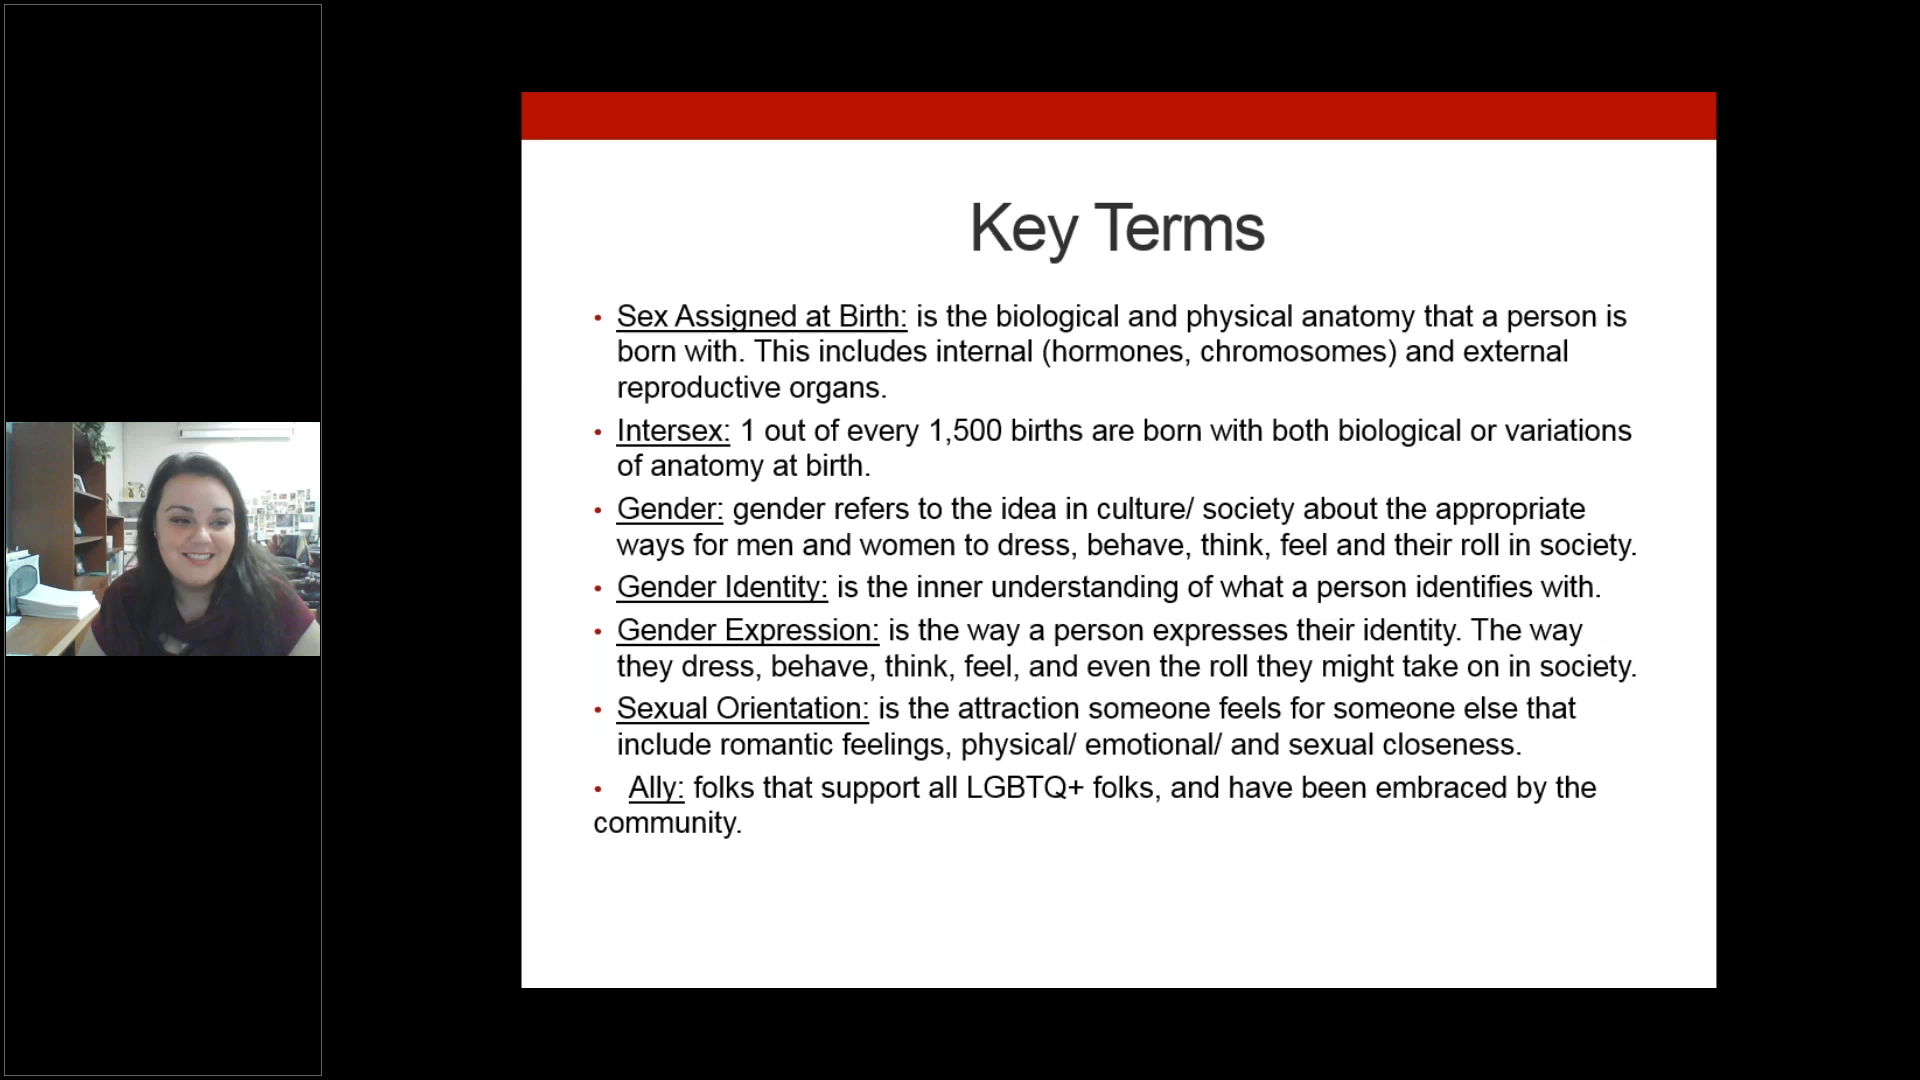 Key Terms
• Sex Assigned at Birth: is the biological and physical anatomy that a person is
born with. This includes internal (hormones, chromosomes) and external
reproductive organs.
• Intersex: 1 out of every 1,500 births are born with both biological or variations
of anatomy at birth.
• Gender: gender refers to the idea in culture/ society about the appropriate
ways for men and women to dress, behave, think, feel and their roll in society.
• Gender Identity: is the inner understanding of what a person identifies with.
• Gender Expression: is the way a person expresses their identity. The way
they dress, behave, think, feel, and even the roll they might take on in society.
• Sexual Orientation: is the attraction someone feels for someone else that
include romantic feelings, physical/ emotional/ and sexual closeness.
• Ally: folks that support all LGBTQ+ folks, and have been embraced by the
community.